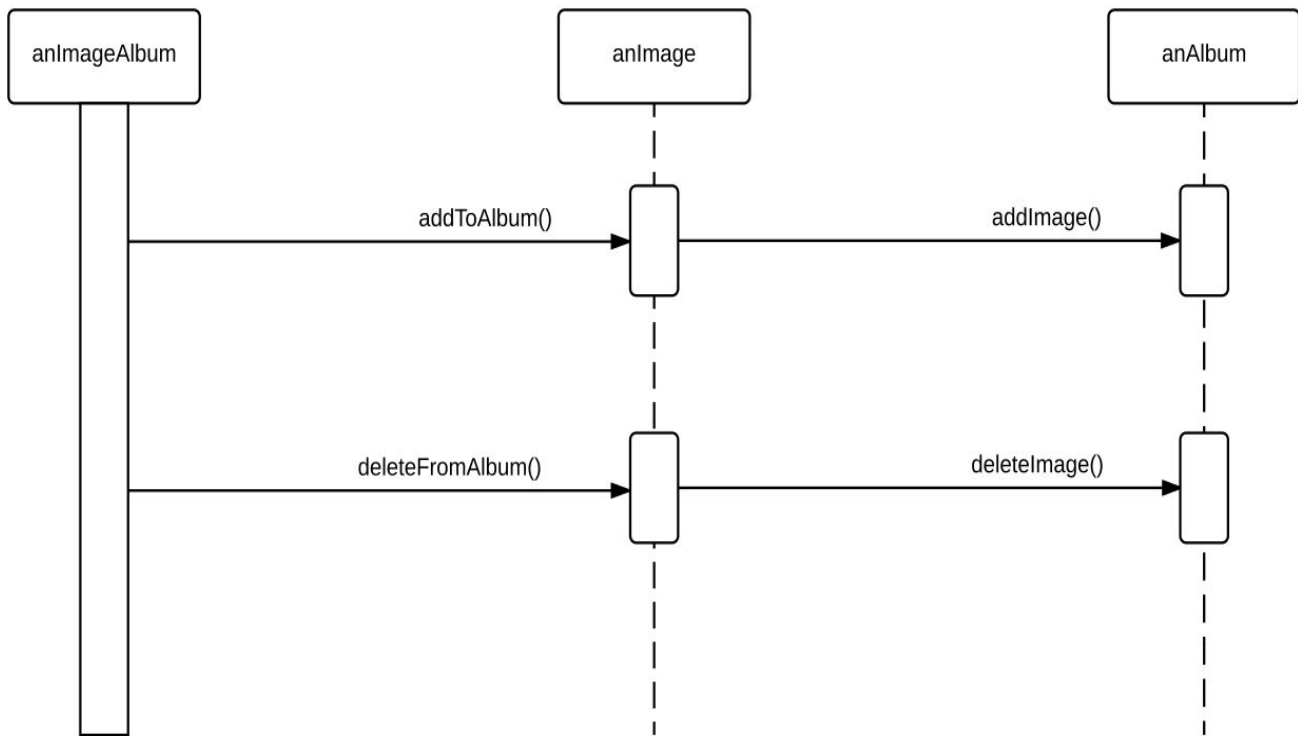 anImageAlbum
anImage
anAlbum
addToAlbum()
addImage()
deleteFromAlbum()
deleteImage()